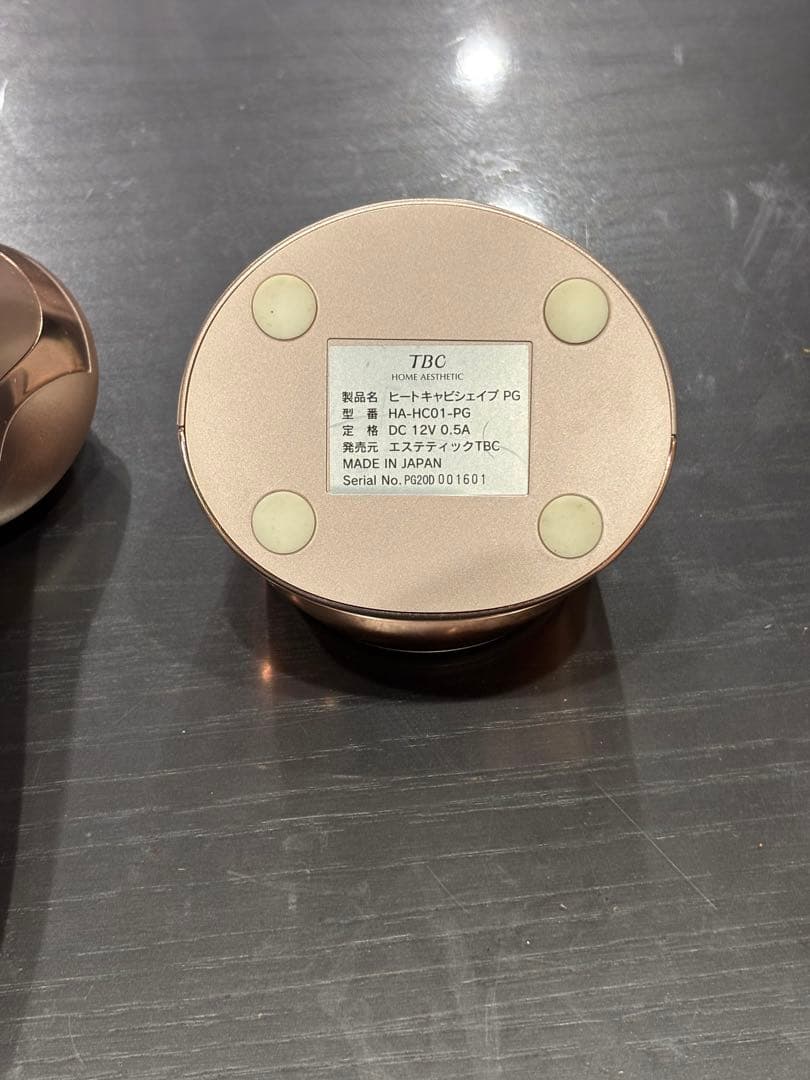 TBC
HOME AESTHETIC
製品名 ヒートキャビシェイプ PG
型 番 HA-HC01-PG
定 格 DC 12V 0.5A
発売元 エステティックTBC
MADE IN JAPAN
Serial No. PG20D 001601